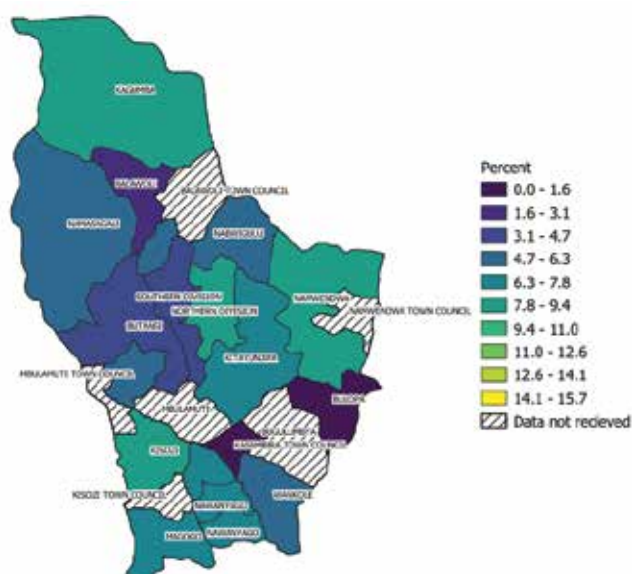 KAGUMBA
BALAWOLI
BALAWOLI TOWN COUNCIL
NAMASAGALI
NABWIGULU
SOUTHERN DIVISION
NORTHERN DIVISION
NAMWENDWA
NAMWENDWA TOWN COUNCIL
BUTANSI
KITAYUNJWA
MBULAMUTI TOWN COUNCIL
MBULAMUTI
BULOPA
BUGULUMBYA
KASAMBIRA TOWN COUNCIL
KISOZI
KISOZI TOWN COUNCIL
WANKOLE
NAWANYAGO
NAWANYAGO
MAGOGO
Percent
0.0 - 1.6
1.6 - 3.1
3.1 - 4.7
4.7 - 6.3
6.3 - 7.8
7.8 - 9.4
9.4 - 11.0
11.0 - 12.6
12.6 - 14.1
14.1 - 15.7
Data not recieved